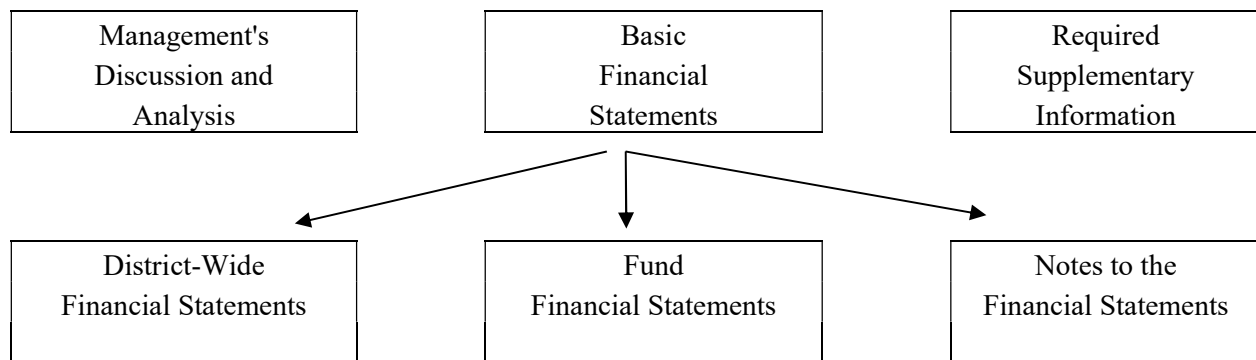 Management's
Discussion and
Analysis
Basic
Financial
Statements
Required
Supplementary
Information
District-Wide
Financial Statements
Fund
Financial Statements
Notes to the
Financial Statements